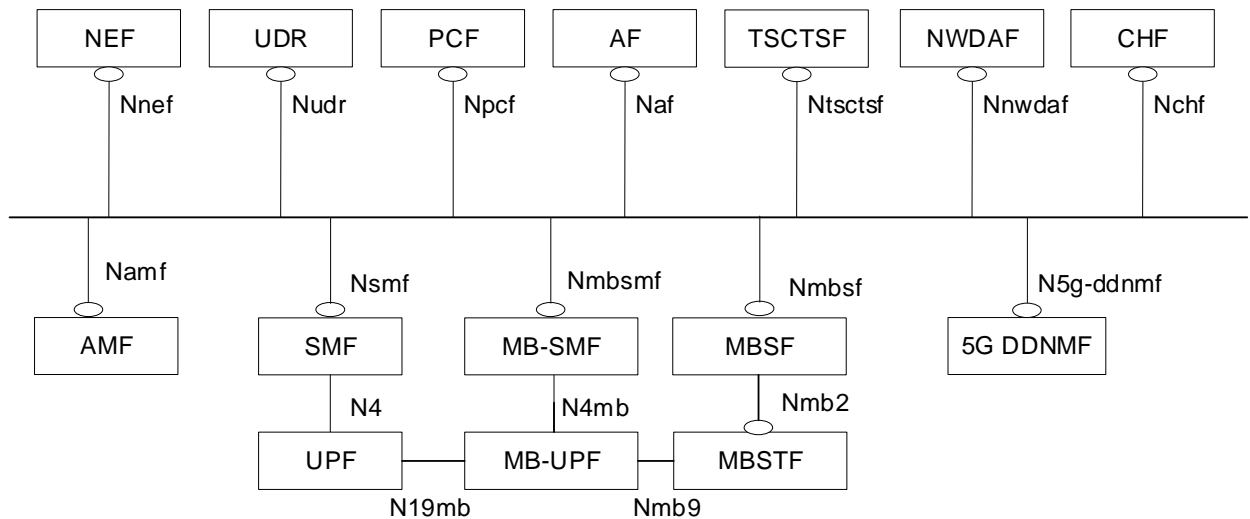 NEF UDR PCF AF TSCTSF NWDAF CHF
Nnef Nudr Npcf Naf Ntsctsf Nnwdaf Nchf
Namf Nsmf Nmbsmf Nmbsf N5g-ddnmf
AMF SMF MB-SMF MBSF 5G DDNMF
N4 N4mb Nmb2
UPF MB-UPF MBSTF
N19mb Nmb9